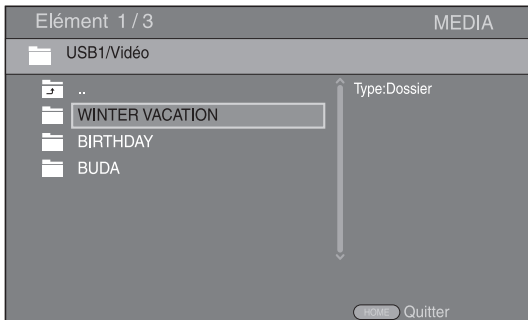 Elément 1/3 MEDIA
USB1/Vidéo
..
Type:Dossier
WINTER VACATION
BIRTHDAY
BUDA
HOME Quitter